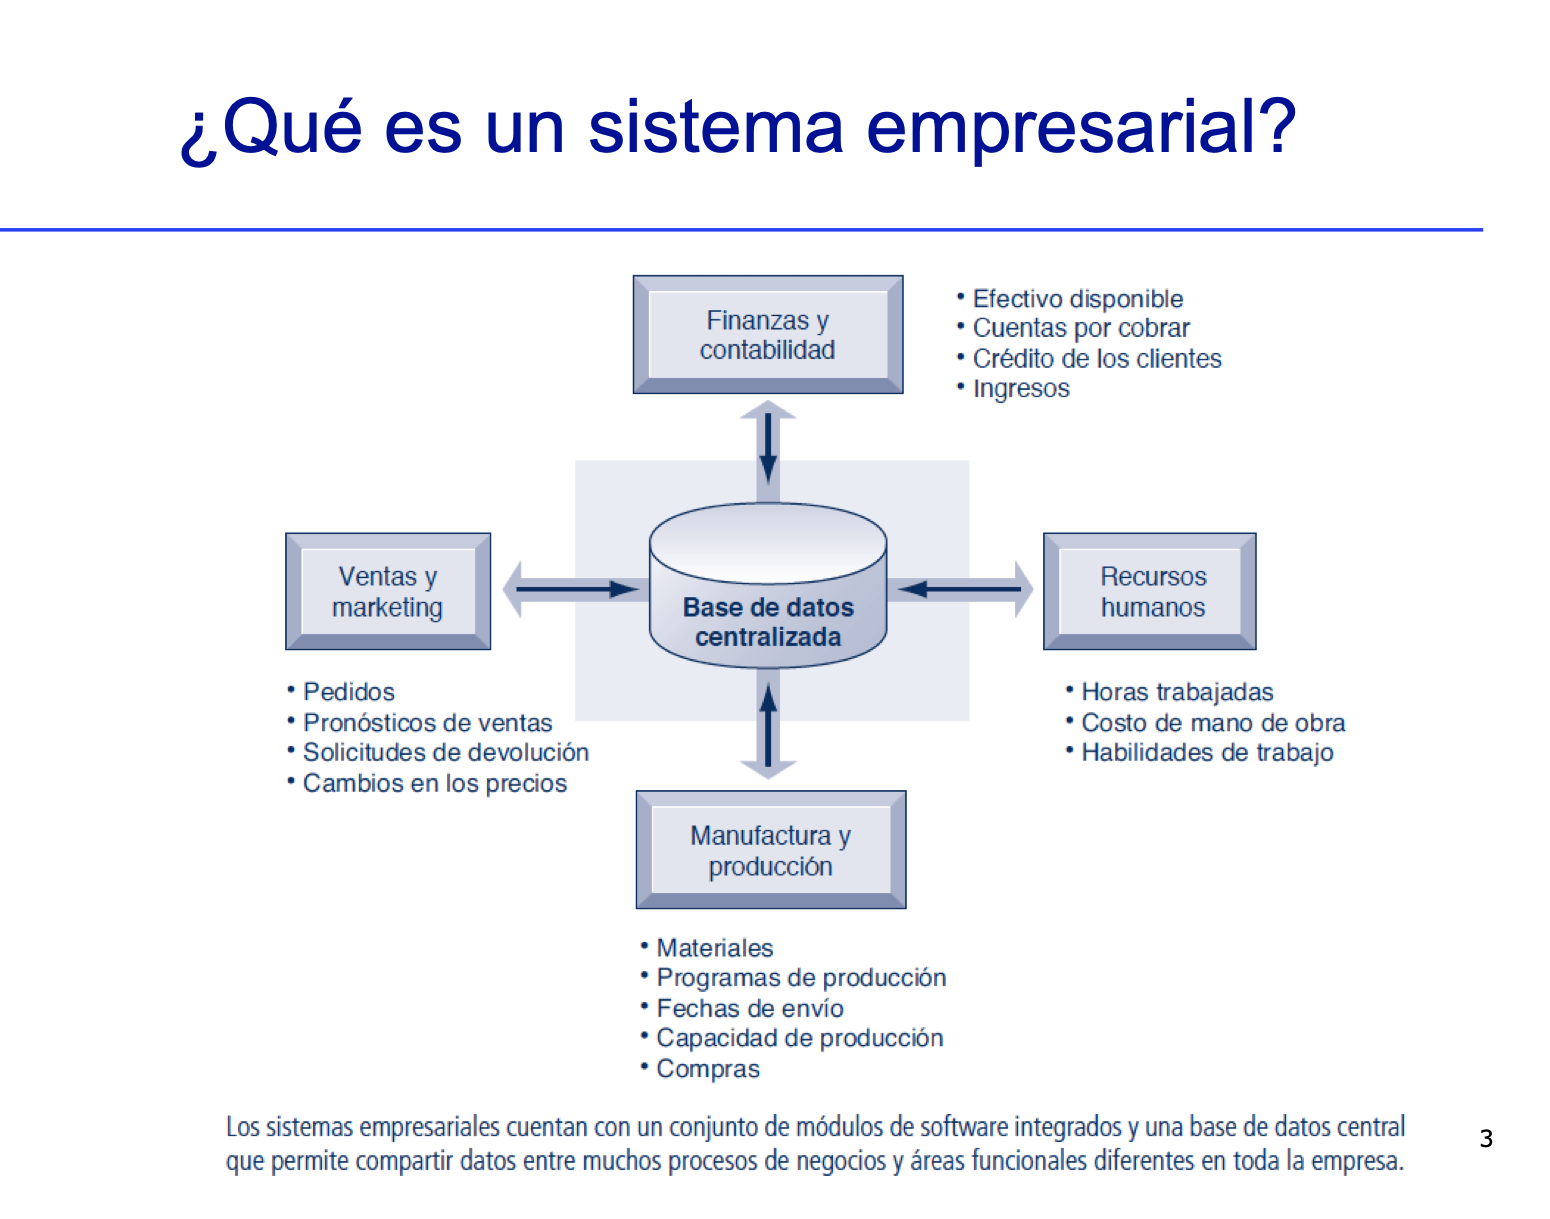 ¿Qué es un sistema empresarial?
Finanzas y
contabilidad
• Efectivo disponible
• Cuentas por cobrar
• Crédito de los clientes
• Ingresos
Ventas y
marketing
Base de datos
centralizada
Recursos
humanos
• Pedidos
• Pronósticos de ventas
• Solicitudes de devolución
• Cambios en los precios
• Horas trabajadas
• Costo de mano de obra
• Habilidades de trabajo
Manufactura y
producción
• Materiales
• Programas de producción
• Fechas de envío
• Capacidad de producción
• Compras
Los sistemas empresariales cuentan con un conjunto de módulos de software integrados y una base de datos central
que permite compartir datos entre muchos procesos de negocios y áreas funcionales diferentes en toda la empresa.
3